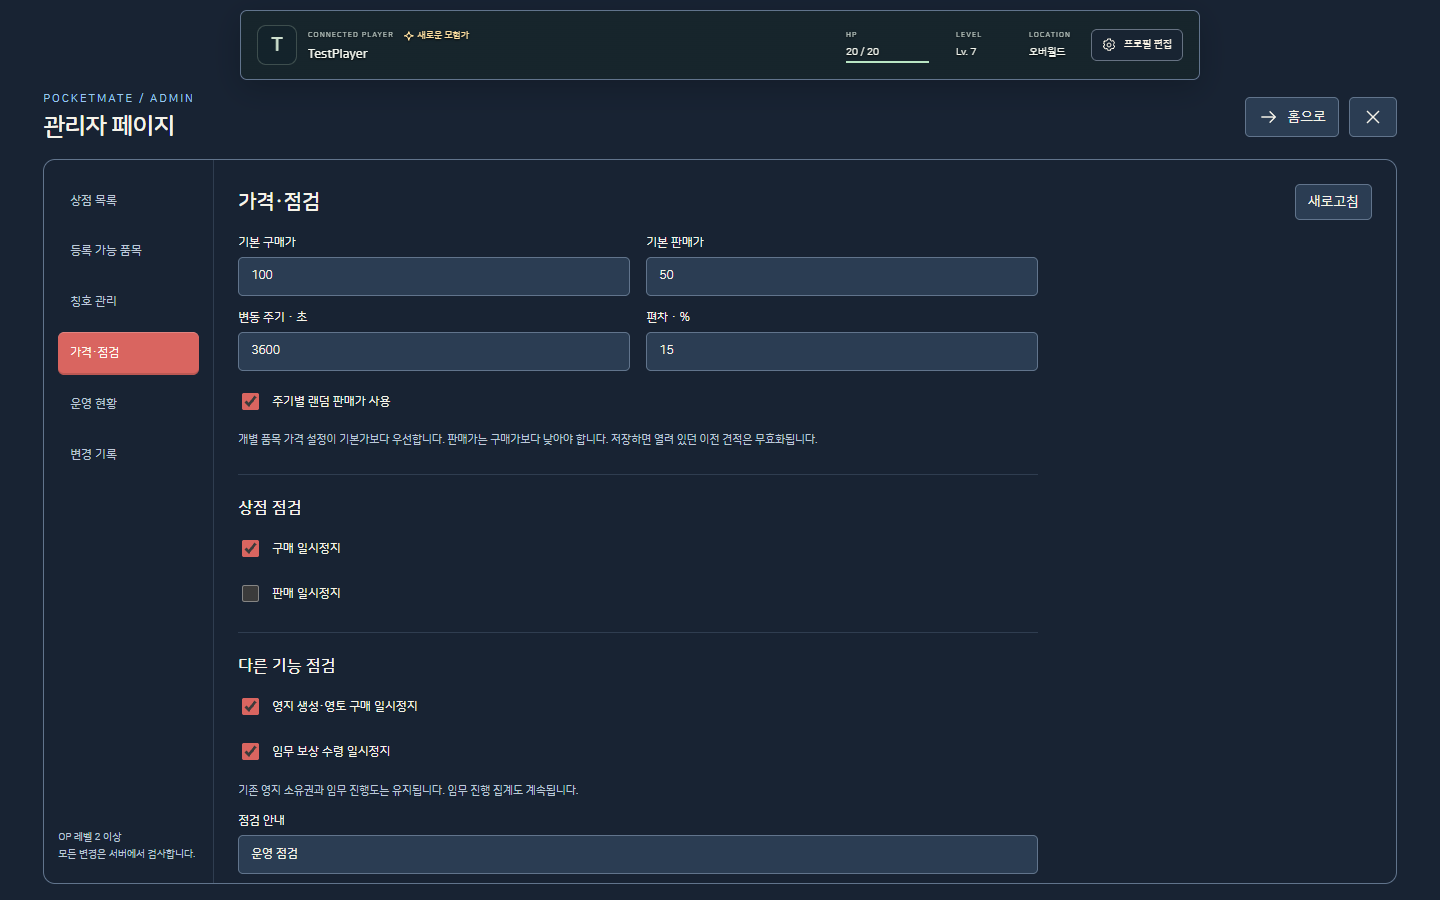 T
CONNECTED PLAYER 새로운 모험가
TestPlayer
HP
20 / 20
LEVEL
Lv. 7
LOCATION
오버월드
프로필 편집
POCKETMATE / ADMIN
관리자 페이지
홈으로
상점 목록
등록 가능 품목
칭호 관리
가격·점검
운영 현황
변경 기록
OP 레벨 2 이상
모든 변경은 서버에서 검사합니다.
가격·점검
새로고침
기본 구매가
100
기본 판매가
50
변동 주기 · 초
3600
편차 · %
15
주기별 랜덤 판매가 사용
개별 품목 가격 설정이 기본가보다 우선합니다. 판매가는 구매가보다 낮아야 합니다. 저장하면 열려 있던 이전 견적은 무효화됩니다.
상점 점검
구매 일시정지
판매 일시정지
다른 기능 점검
영지 생성·영토 구매 일시정지
임무 보상 수령 일시정지
기존 영지 소유권과 임무 진행도는 유지됩니다. 임무 진행 집계도 계속됩니다.
점검 안내
운영 점검